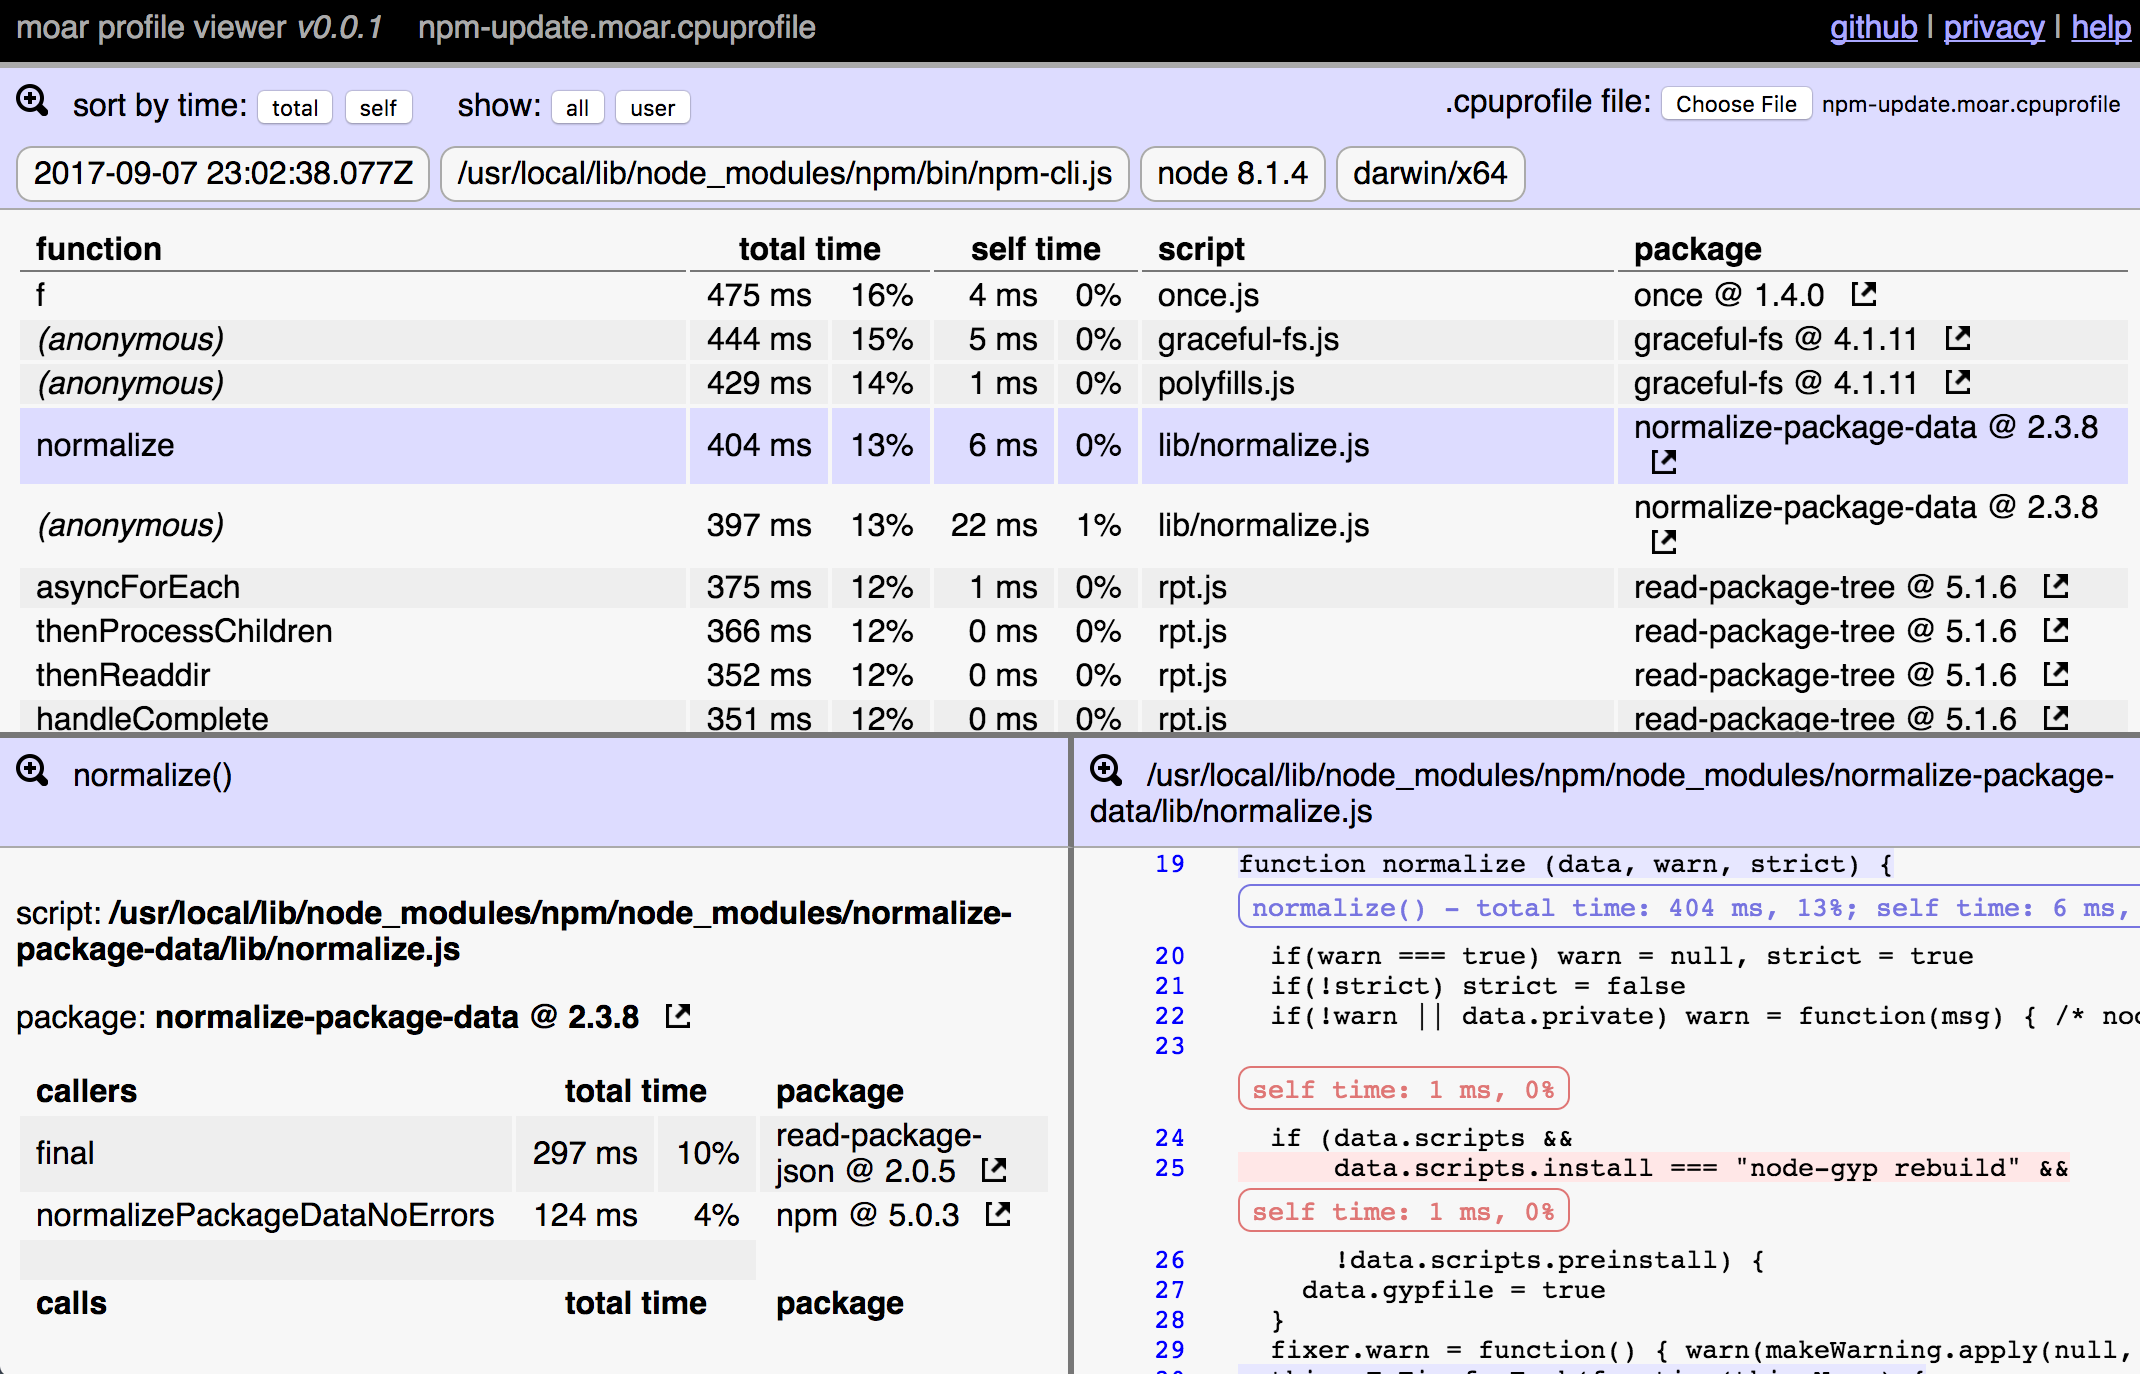 moar profile viewer v0.0.1 npm-update.moar.cpuprofile github | privacy | help
sort by time: total self show: all user .cpuprofile file: Choose File npm-update.moar.cpuprofile
2017-09-07 23:02:38.077Z /usr/local/lib/node_modules/npm/bin/npm-cli.js node 8.1.4 darwin/x64
function total time self time script package
f 475 ms 16% 4 ms 0% once.js once @ 1.4.0
(anonymous) 444 ms 15% 5 ms 0% graceful-fs.js graceful-fs @ 4.1.11
(anonymous) 429 ms 14% 1 ms 0% polyfills.js graceful-fs @ 4.1.11
normalize 404 ms 13% 6 ms 0% lib/normalize.js normalize-package-data @ 2.3.8
(anonymous) 397 ms 13% 22 ms 1% lib/normalize.js normalize-package-data @ 2.3.8
asyncForEach 375 ms 12% 1 ms 0% rpt.js read-package-tree @ 5.1.6
thenProcessChildren 366 ms 12% 0 ms 0% rpt.js read-package-tree @ 5.1.6
thenReaddir 352 ms 12% 0 ms 0% rpt.js read-package-tree @ 5.1.6
handleComplete 351 ms 12% 0 ms 0% rpt.js read-package-tree @ 5.1.6
normalize()
script: /usr/local/lib/node_modules/npm/node_modules/normalize-
package-data/lib/normalize.js
package: normalize-package-data @ 2.3.8
callers total time package
final 297 ms 10% read-package-
json @ 2.0.5
normalizePackageDataNoErrors 124 ms 4% npm @ 5.0.3
calls total time package
/usr/local/lib/node_modules/npm/node_modules/normalize-package-
data/lib/normalize.js
19 function normalize (data, warn, strict) {
normalize() - total time: 404 ms, 13%; self time: 6 ms,
20 if(warn === true) warn = null, strict = true
21 if(!strict) strict = false
22 if(!warn || data.private) warn = function(msg) { /*
23
self time: 1 ms, 0%
24 if (data.scripts &&
25 data.scripts.install === "node-gyp rebuild" &&
self time: 1 ms, 0%
26 !data.scripts.preinstall) {
27 data.gypfile = true
28 }
29 fixer.warn = function() { warn(makeWarning.apply(null,